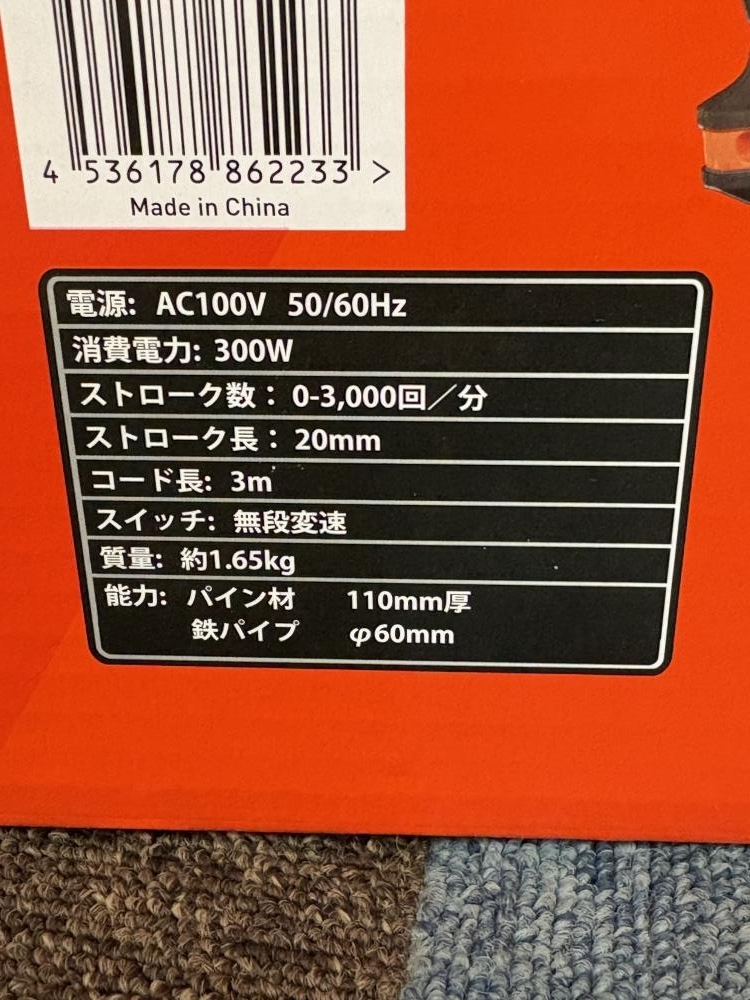 4 536178 862233 >
Made in China
電源: AC100V 50/60Hz
消費電力: 300W
ストローク数： 0-3,000回／分
ストローク長： 20mm
コード長: 3m
スイッチ: 無段変速
質量: 約1.65kg
能力: パイン材 110mm厚
鉄パイプ φ60mm